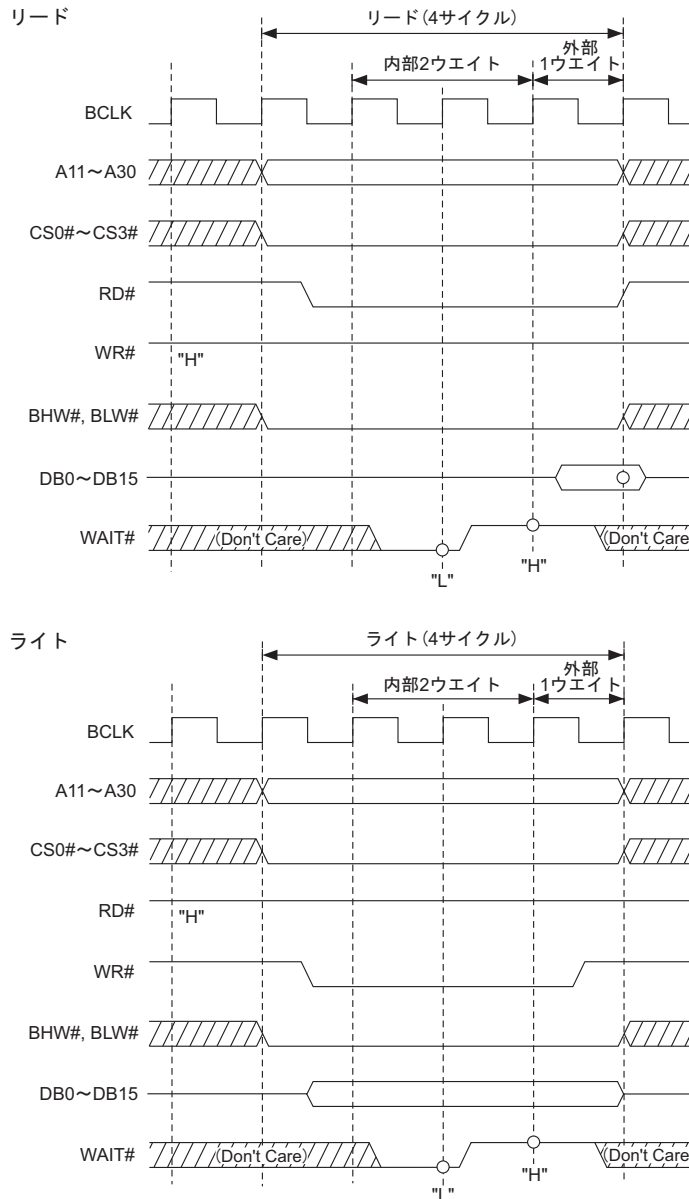 リード
リード(4サイクル)
内部2ウエイト
外部
1ウエイト
BCLK
A11～A30
CS0#～CS3#
RD#
WR#
"H"
BHW#, BLW#
DB0～DB15
WAIT#
(Don't Care)
"L"
"H"
(Don't Care)
ライト
ライト(4サイクル)
内部2ウエイト
外部
1ウエイト
BCLK
A11～A30
CS0#～CS3#
RD#
"H"
WR#
BHW#, BLW#
DB0～DB15
WAIT#
(Don't Care)
"L"
"H"
(Don't Care)